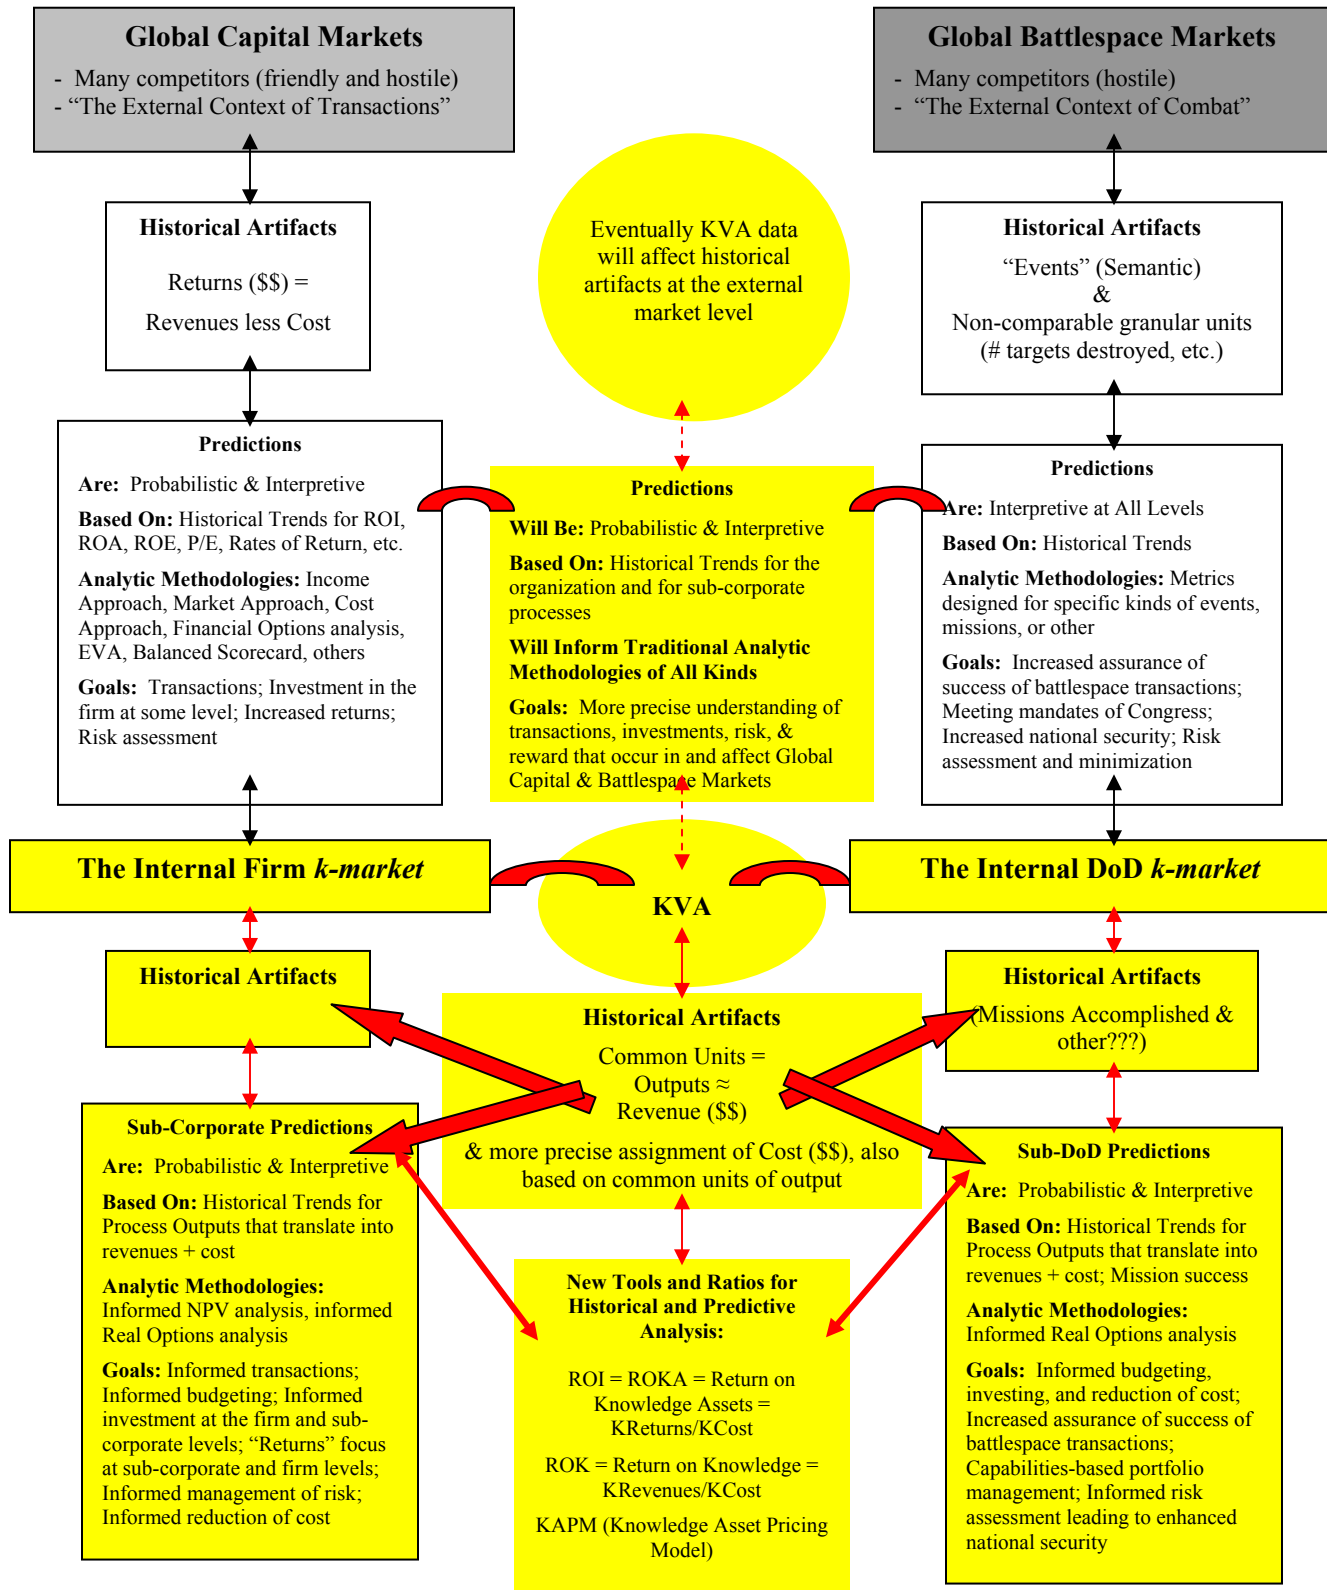 Global Capital Markets
- Many competitors (friendly and hostile)
- “The External Context of Transactions”
Global Battlespace Markets
- Many competitors (hostile)
- “The External Context of Combat”
Historical Artifacts
Returns ($$) =
Revenues less Cost
Eventually KVA data
will affect historical
artifacts at the external
market level
Historical Artifacts
“Events” (Semantic)
&
Non-comparable granular units
(# targets destroyed, etc.)
Predictions
Are: Probabilistic & Interpretive
Based On: Historical Trends for ROI,
ROA, ROE, P/E, Rates of Return, etc.
Analytic Methodologies: Income
Approach, Market Approach, Cost
Approach, Financial Options analysis,
EVA, Balanced Scorecard, others
Goals: Transactions; Investment in the
firm at some level; Increased returns;
Risk assessment
Predictions
Will Be: Probabilistic & Interpretive
Based On: Historical Trends for the
organization and for sub-corporate
processes
Will Inform Traditional Analytic
Methodologies of All Kinds
Goals: More precise understanding of
transactions, investments, risk, &
reward that occur in and affect Global
Capital & Battlespace Markets
Predictions
Are: Interpretive at All Levels
Based On: Historical Trends
Analytic Methodologies: Metrics
designed for specific kinds of events,
missions, or other
Goals: Increased assurance of
success of battlespace transactions;
Meeting mandates of Congress;
Increased national security; Risk
assessment and minimization
The Internal Firm k-market
KVA
The Internal DoD k-market
Historical Artifacts
Historical Artifacts
Common Units =
Outputs ≈
Revenue ($$)
& more precise assignment of Cost ($$), also
based on common units of output
Historical Artifacts
(Missions Accomplished &
other???)
Sub-Corporate Predictions
Are: Probabilistic & Interpretive
Based On: Historical Trends for
Process Outputs that translate into
revenues + cost
Analytic Methodologies:
Informed NPV analysis, informed
Real Options analysis
Goals: Informed transactions;
Informed budgeting; Informed
investment at the firm and sub-
corporate levels; “Returns” focus
at sub-corporate and firm levels;
Informed management of risk;
Informed reduction of cost
New Tools and Ratios for
Historical and Predictive
Analysis:
ROI = ROKA = Return on
Knowledge Assets =
KReturns/KCost
ROK = Return on Knowledge =
KRevenues/KCost
KAPM (Knowledge Asset Pricing
Model)
Sub-DoD Predictions
Are: Probabilistic & Interpretive
Based On: Historical Trends for
Process Outputs that translate into
revenues + cost; Mission success
Analytic Methodologies:
Informed Real Options analysis
Goals: Informed budgeting,
investing, and reduction of cost;
Increased assurance of success of
battlespace transactions;
Capabilities-based portfolio
management; Informed risk
assessment leading to enhanced
national security